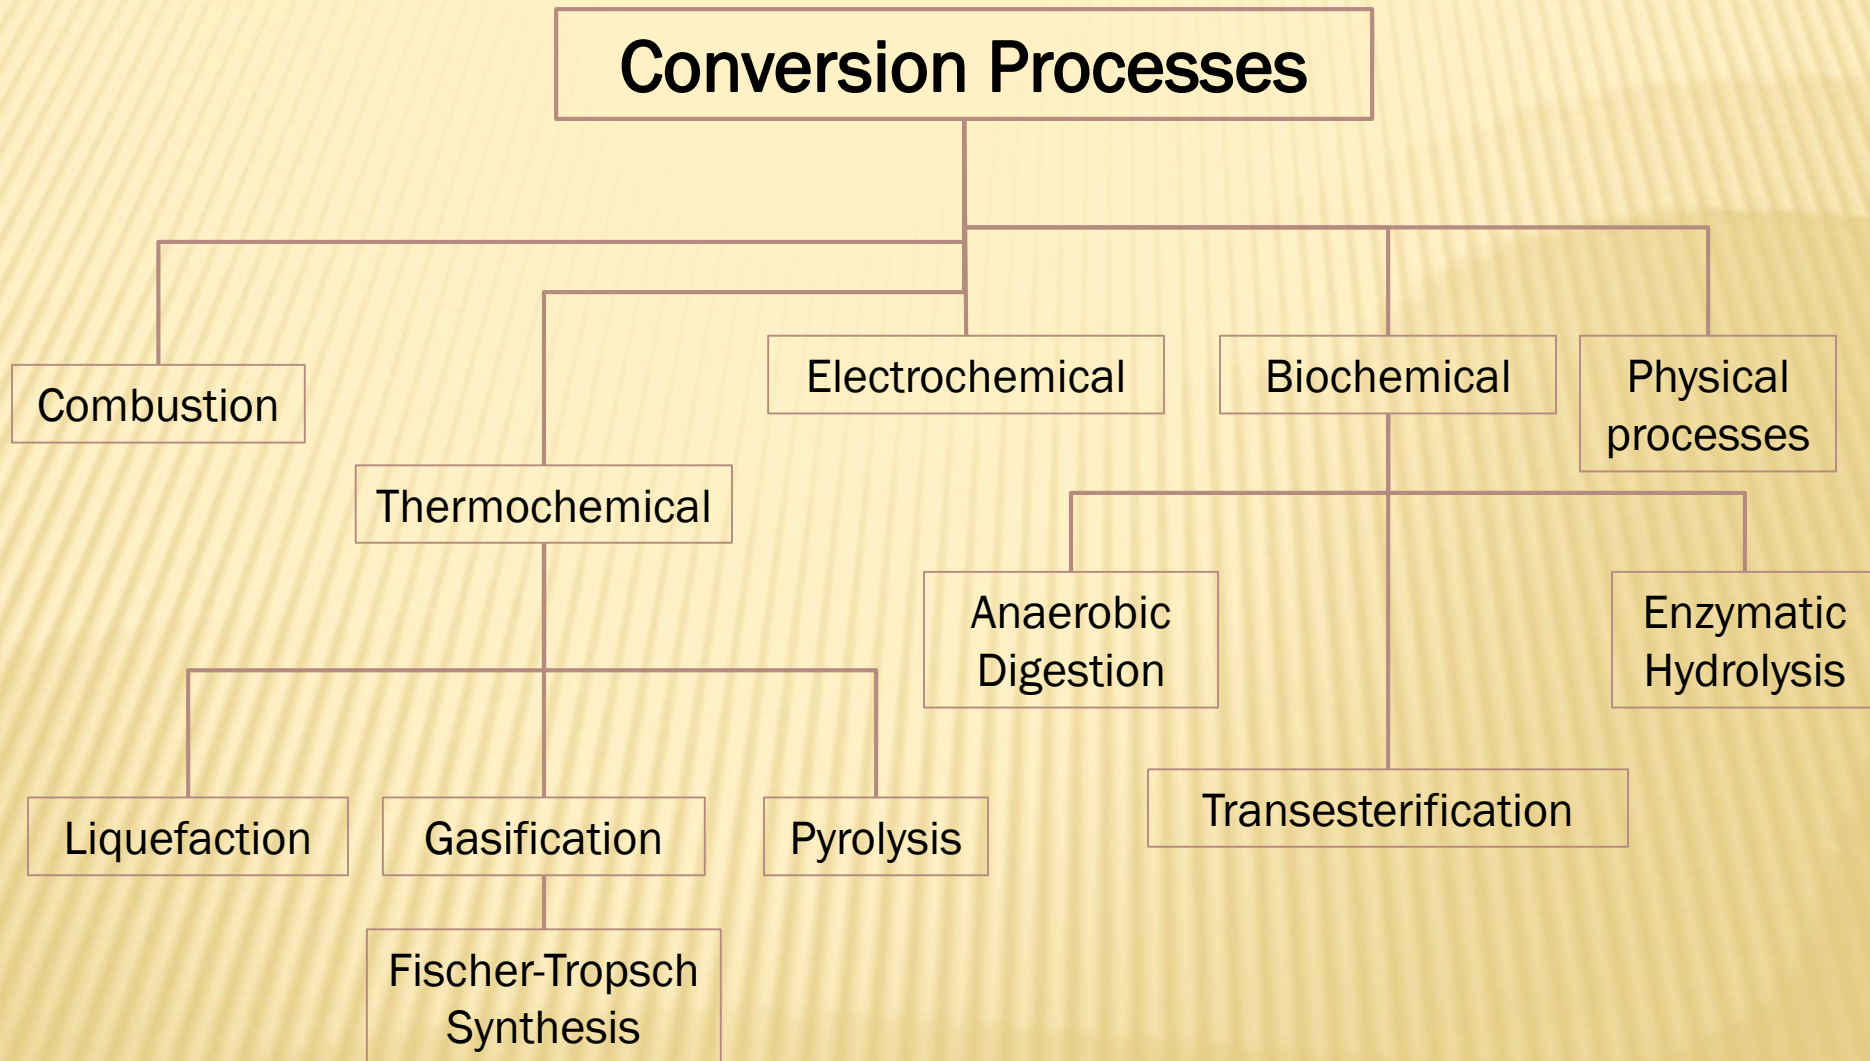 Conversion Processes
Combustion
Electrochemical
Biochemical
Physical
processes
Thermochemical
Anaerobic
Digestion
Enzymatic
Hydrolysis
Liquefaction
Gasification
Pyrolysis
Transesterification
Fischer-Tropsch
Synthesis